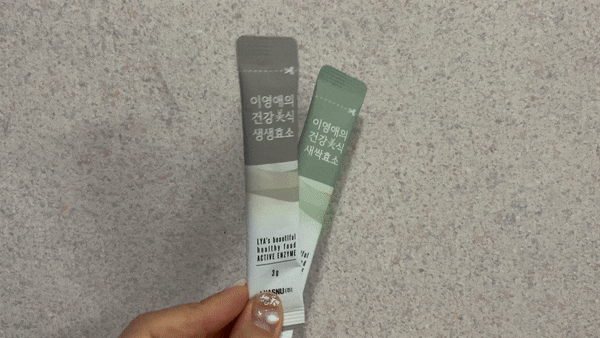 이영애의
건강美식
생생효소
LYA's beautiful
healthy food
ACTIVE ENZYME
3g
이영애의
건강美식
새싹효소